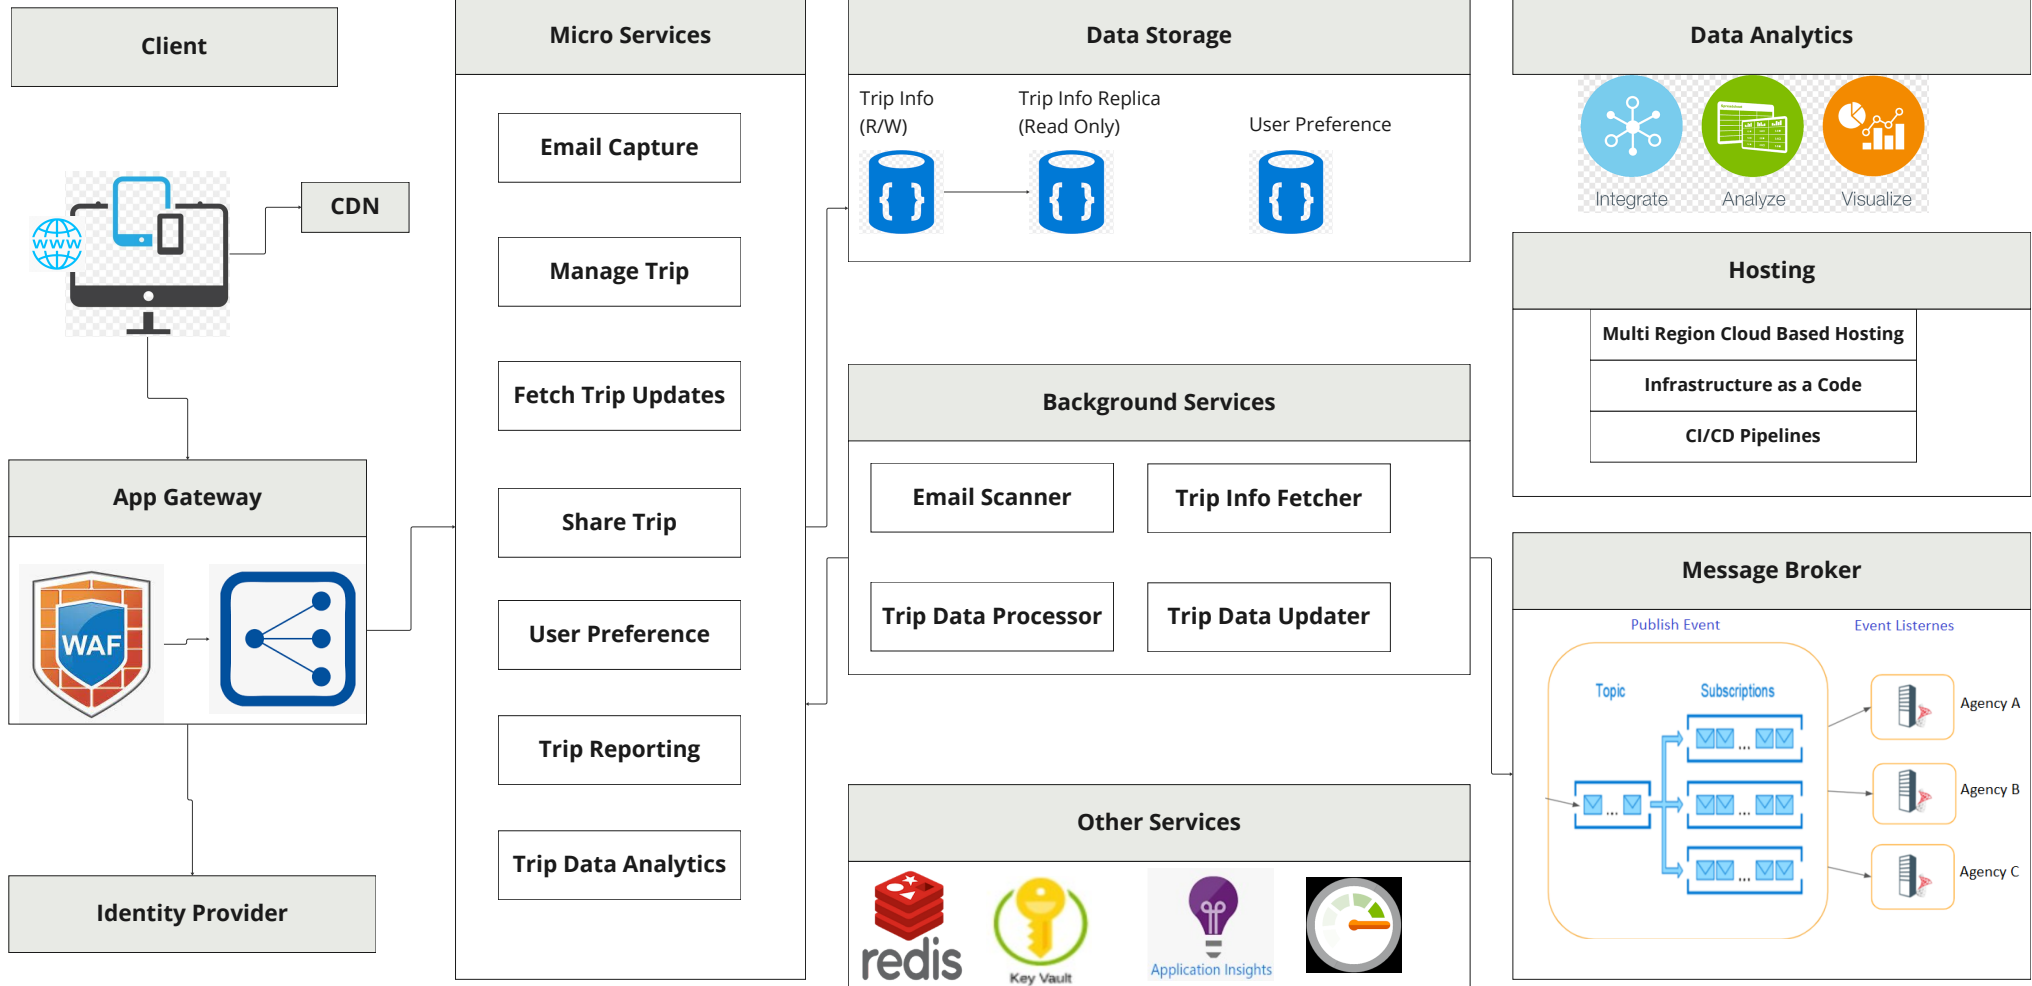 Client
www
CDN
App Gateway
WAF
Identity Provider
Micro Services
Email Capture
Manage Trip
Fetch Trip Updates
Share Trip
User Preference
Trip Reporting
Trip Data Analytics
Data Storage
Trip Info
(R/W)
Trip Info Replica
(Read Only)
User Preference
{ }
{ }
{ }
Background Services
Email Scanner
Trip Info Fetcher
Trip Data Processor
Trip Data Updater
Other Services
redis
Key Vault
Application Insights
Data Analytics
Integrate
Analyze
Visualize
Hosting
Multi Region Cloud Based Hosting
Infrastructure as a Code
CI/CD Pipelines
Message Broker
Publish Event
Event Listernes
Topic
Subscriptions
...
...
...
...
Agency A
Agency B
Agency C